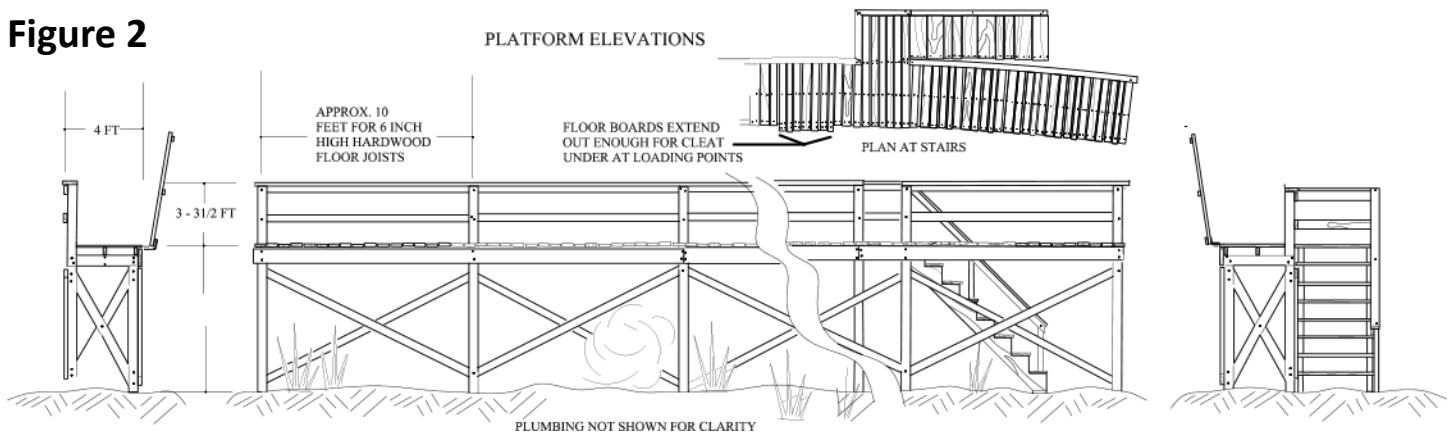 Figure 2
PLATFORM ELEVATIONS
4 FT
APPROX. 10
FEET FOR 6 INCH
HIGH HARDWOOD
FLOOR JOISTS
FLOOR BOARDS EXTEND
OUT ENOUGH FOR CLEAT
UNDER AT LOADING POINTS
PLAN AT STAIRS
3 - 31/2 FT
PLUMBING NOT SHOWN FOR CLARITY